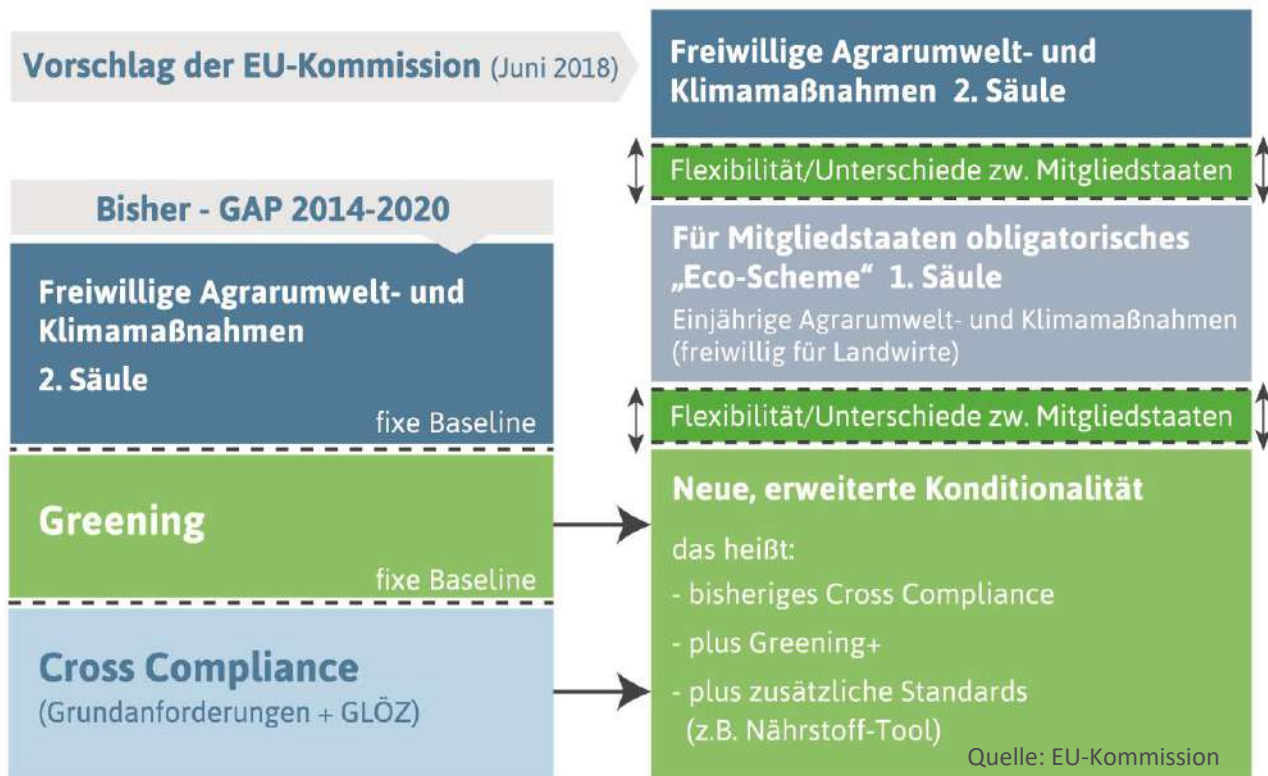 Vorschlag der EU-Kommission (Juni 2018)
Bisher - GAP 2014-2020
Freiwillige Agrarumwelt- und
Klimamaßnahmen
2. Säule
fixe Baseline
Greening
fixe Baseline
Cross Compliance
(Grundanforderungen + GLÖZ)
Freiwillige Agrarumwelt- und
Klimamaßnahmen 2. Säule
Flexibilität/Unterschiede zw. Mitgliedstaaten
Für Mitgliedstaaten obligatorisches
„Eco-Scheme“ 1. Säule
Einjährige Agrarumwelt- und Klimamaßnahmen
(freiwillig für Landwirte)
Flexibilität/Unterschiede zw. Mitgliedstaaten
Neue, erweiterte Konditionalität
das heißt:
- bisheriges Cross Compliance
- plus Greening+
- plus zusätzliche Standards
(z.B. Nährstoff-Tool)
Quelle: EU-Kommission